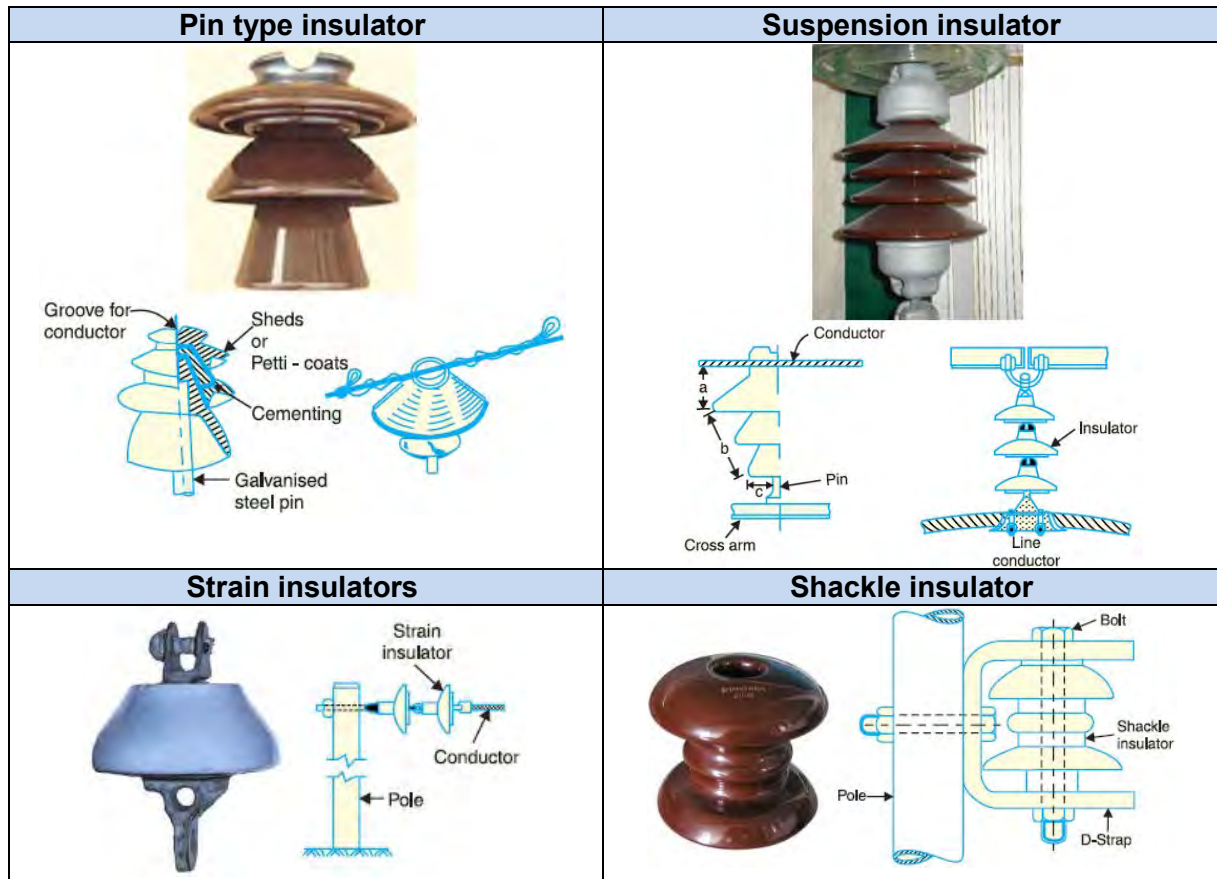 Pin type insulator
Suspension insulator
Groove for
conductor
Sheds
or
Petti - coats
Cementing
Galvanised
steel pin
Conductor
a
b
c
Pin
Cross arm
Insulator
Line
conductor
Strain insulators
Shackle insulator
Strain
insulator
Conductor
Pole
Bolt
Shackle
insulator
Pole
D-Strap